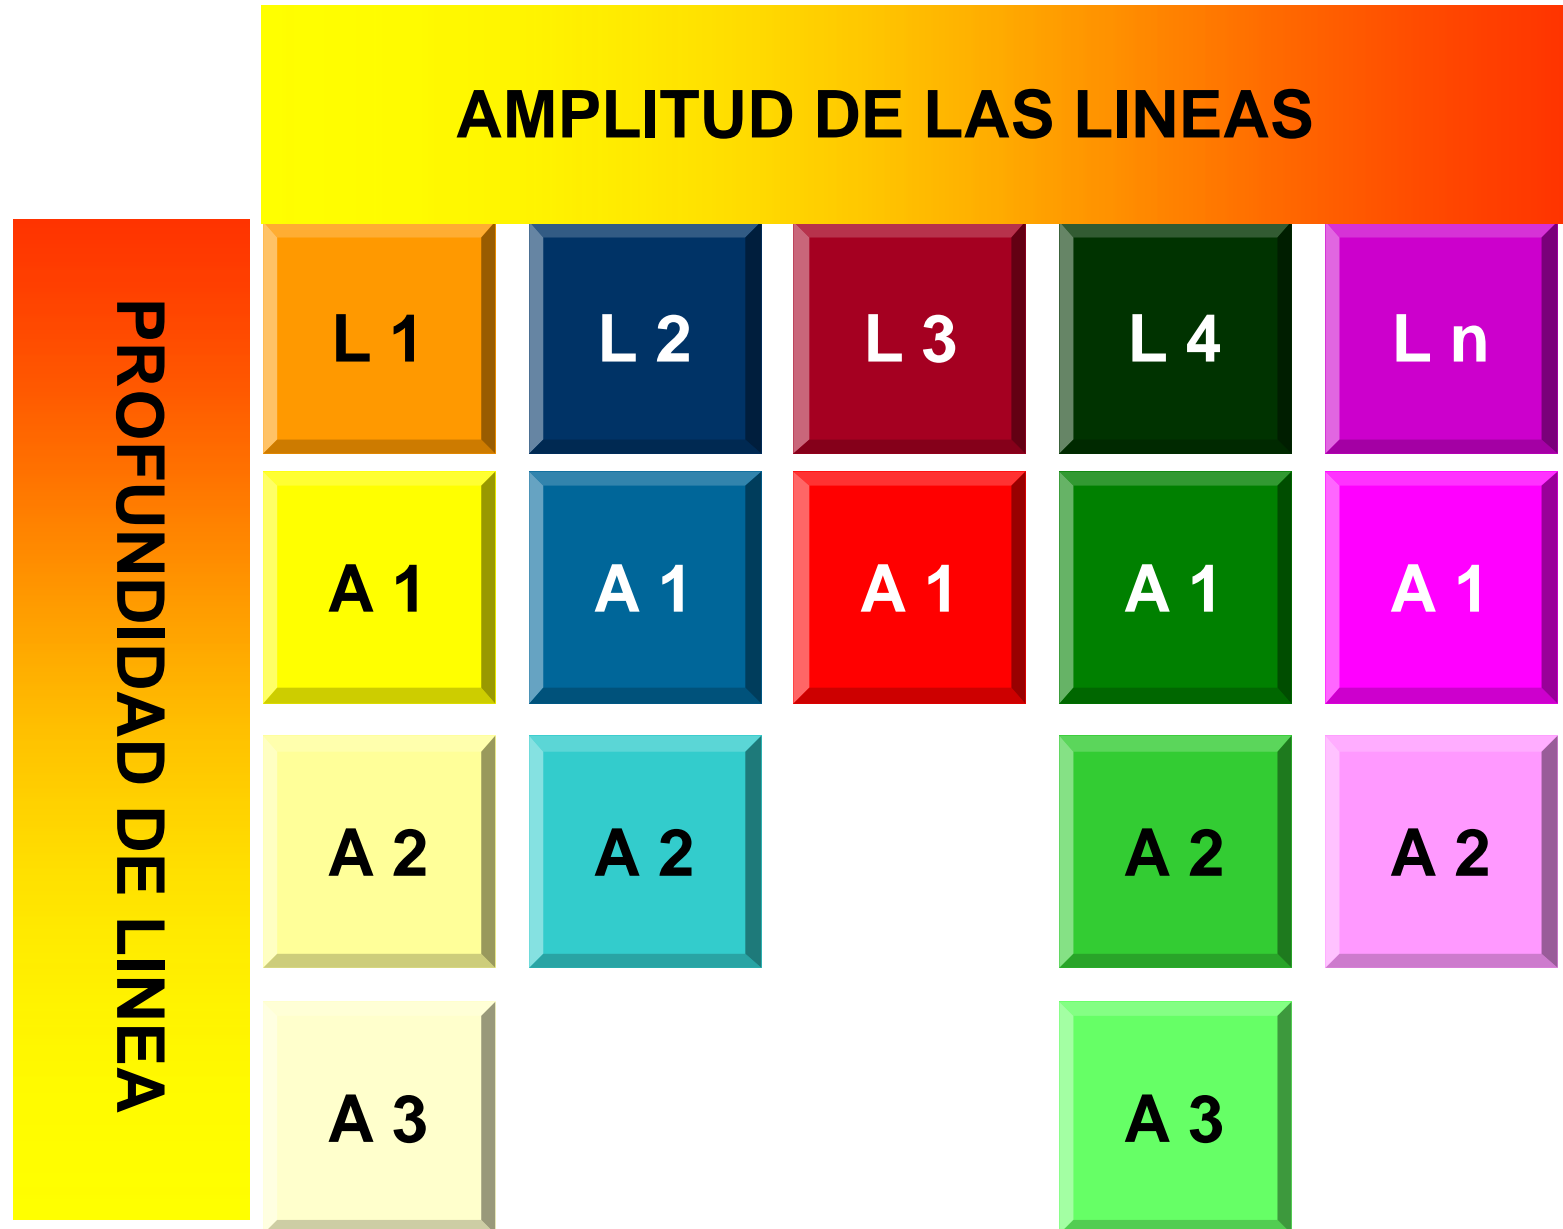 AMPLITUD DE LAS LINEAS
PROFUNDIDAD DE LINEA
L 1 L 2 L 3 L 4 L n
A 1 A 1 A 1 A 1 A 1
A 2 A 2 A 2 A 2
A 3 A 3